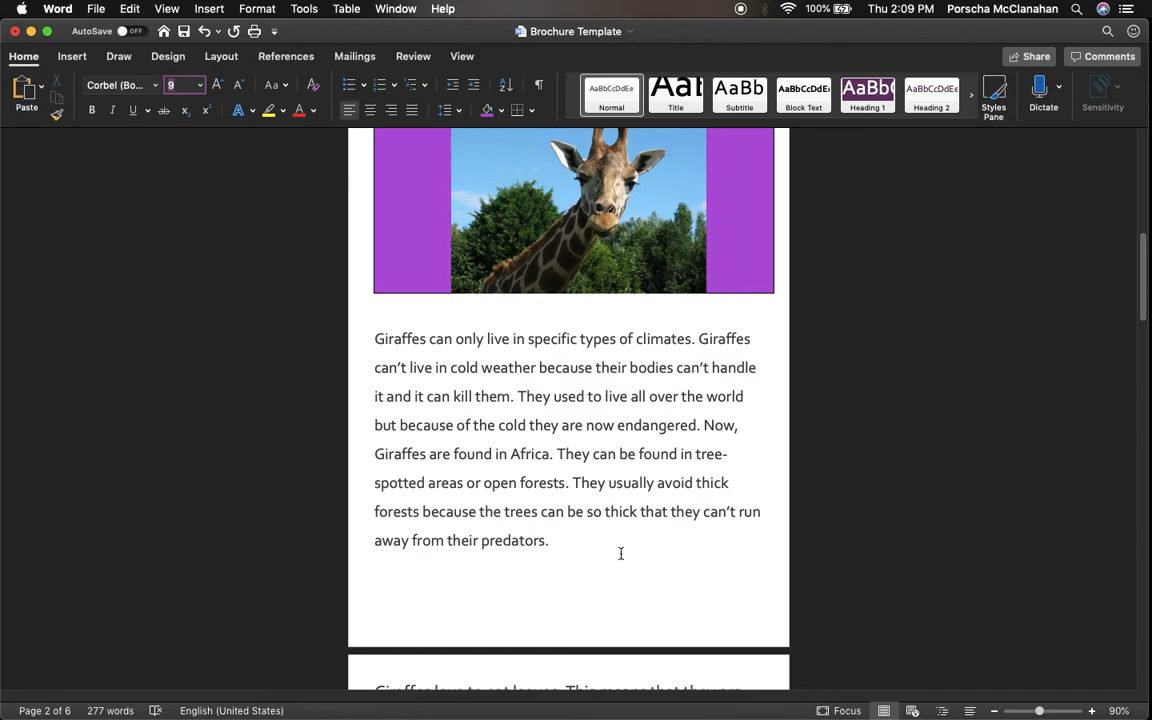 Word File Edit View Insert Format Tools Table Window Help 100% Thu 2:09 PM Porscha McClanahan
AutoSave OFF Brochure Template
Home Insert Draw Design Layout References Mailings Review View Share Comments
Paste Corbel (Bo... 9 Aa AaBbCcDdEe AaBb AaBb AaBbCcDdE AaBb AaBbCcDdEe
B I U ab x₂ x² A A Normal Title Subtitle Block Text Heading 1 Heading 2 Styles Pane Dictate Sensitivity
Giraffes can only live in specific types of climates. Giraffes
can't live in cold weather because their bodies can't handle
it and it can kill them. They used to live all over the world
but because of the cold they are now endangered. Now,
Giraffes are found in Africa. They can be found in tree-
spotted areas or open forests. They usually avoid thick
forests because the trees can be so thick that they can't run
away from their predators.
Page 2 of 6 277 words English (United States) Focus 90%